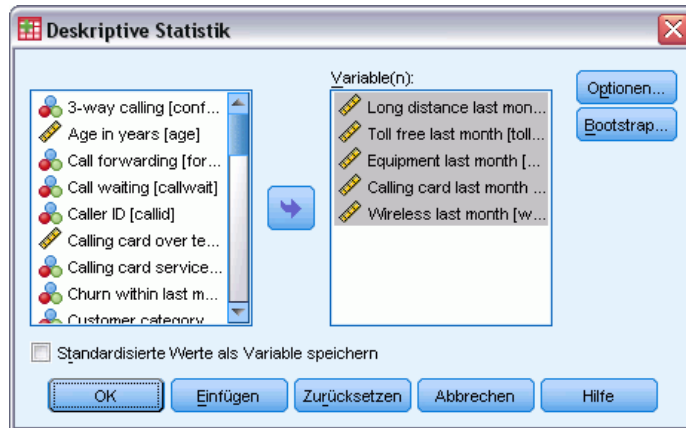 Deskriptive Statistik
3-way calling [conf...
Age in years [age]
Call forwarding [for...
Call waiting [callwait]
Caller ID [callid]
Calling card over te...
Calling card service...
Churn within last m...
Customer category
Variable(n):
Long distance last mon...
Toll free last month [toll...
Equipment last month [...
Calling card last month ...
Wireless last month [w...
Optionen...
Bootstrap...
Standardisierte Werte als Variable speichern
OK
Einfügen
Zurücksetzen
Abbrechen
Hilfe